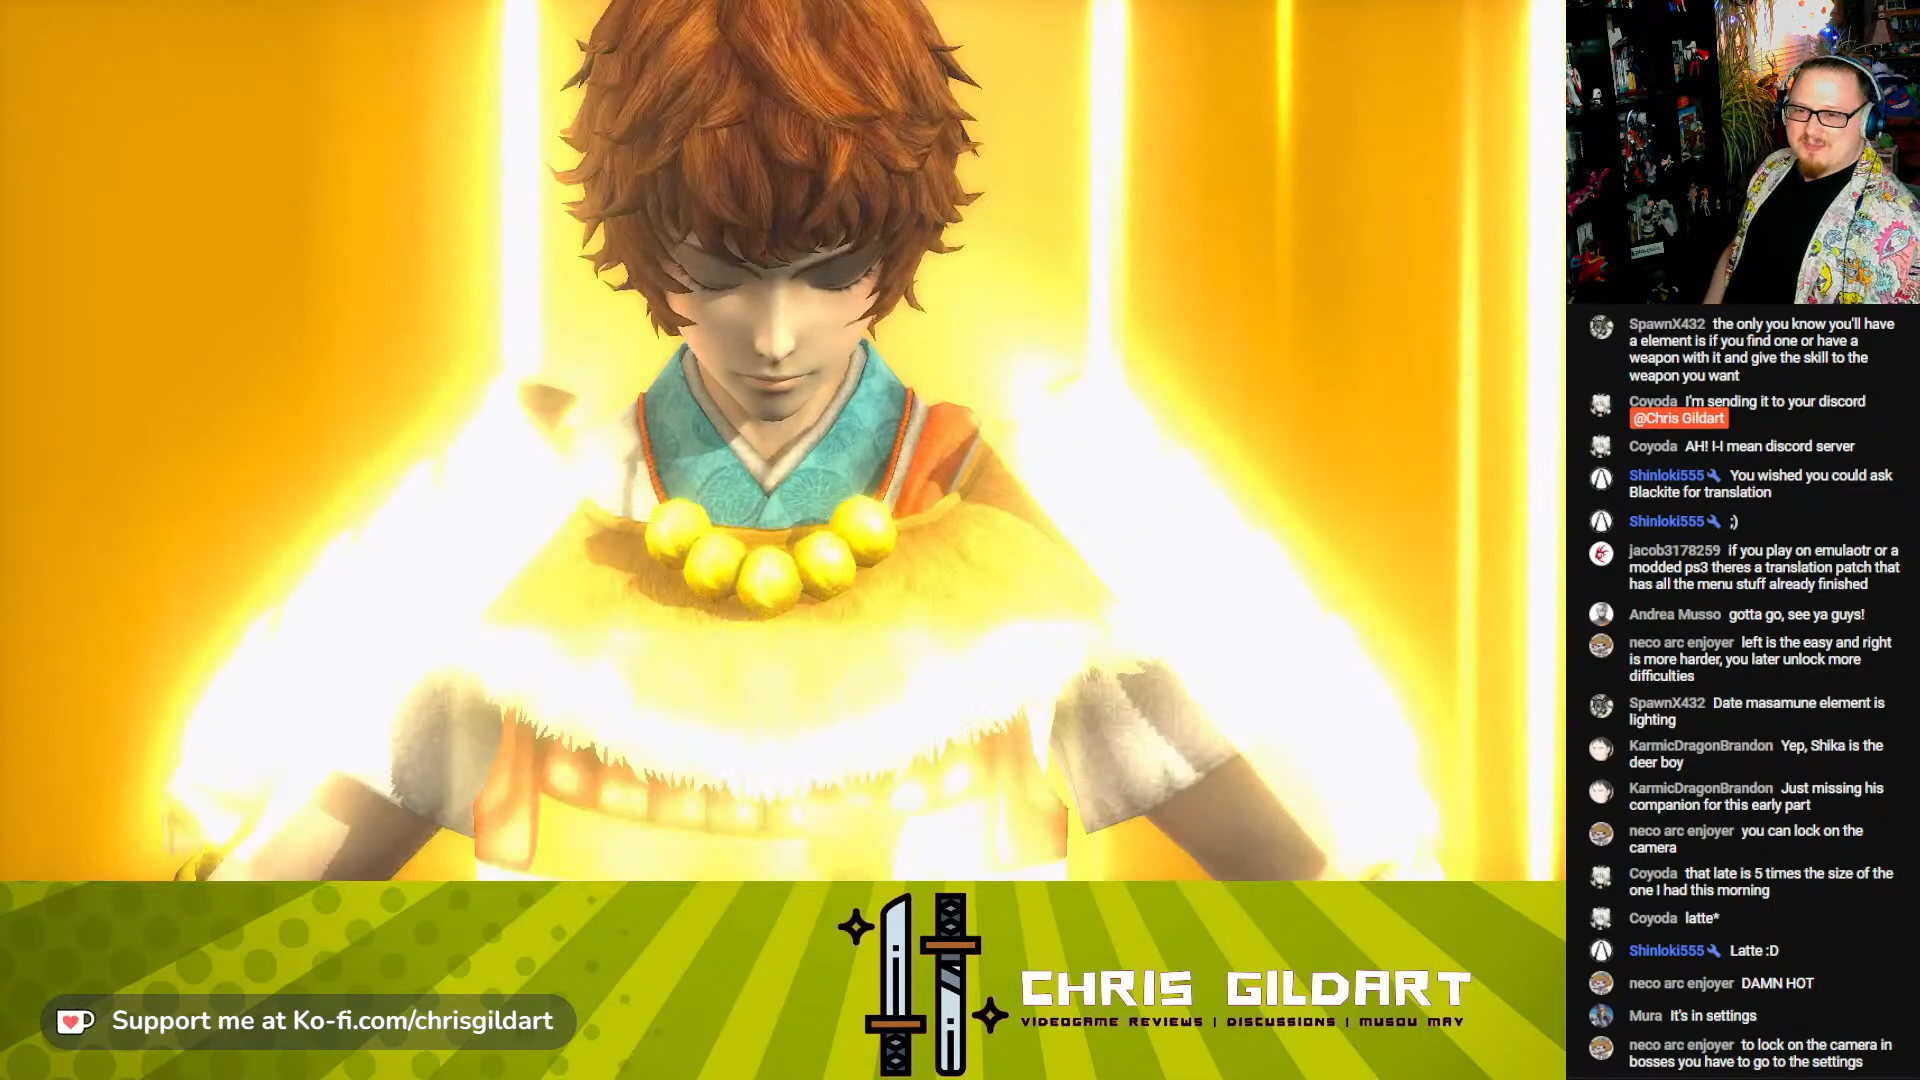 SpawnX432 the only you know you'll have
a element is if you find one or have a
weapon with it and give the skill to the
weapon you want
Coyoda I'm sending it to your discord
@Chris Gildart
Coyoda AH! I-I mean discord server
Shinloki555 You wished you could ask
Blackite for translation
Shinloki555 ;)
jacob3178259 if you play on emulaotr or a
modded ps3 theres a translation patch that
has all the menu stuff already finished
Andrea Musso gotta go, see ya guys!
neco arc enjoyer left is the easy and right
is more harder, you later unlock more
difficulties
SpawnX432 Date masamune element is
lighting
KarmicDragonBrandon Yep, Shika is the
deer boy
KarmicDragonBrandon Just missing his
companion for this early part
neco arc enjoyer you can lock on the
camera
Coyoda that late is 5 times the size of the
one I had this morning
Coyoda latte*
Shinloki555 Latte :D
neco arc enjoyer DAMN HOT
Mura It's in settings
neco arc enjoyer to lock on the camera in
bosses you have to go to the settings
Support me at Ko-fi.com/chrisgildart
CHRIS GILDART
VIDEOGAME REVIEWS | DISCUSSIONS | MUSOU MAY